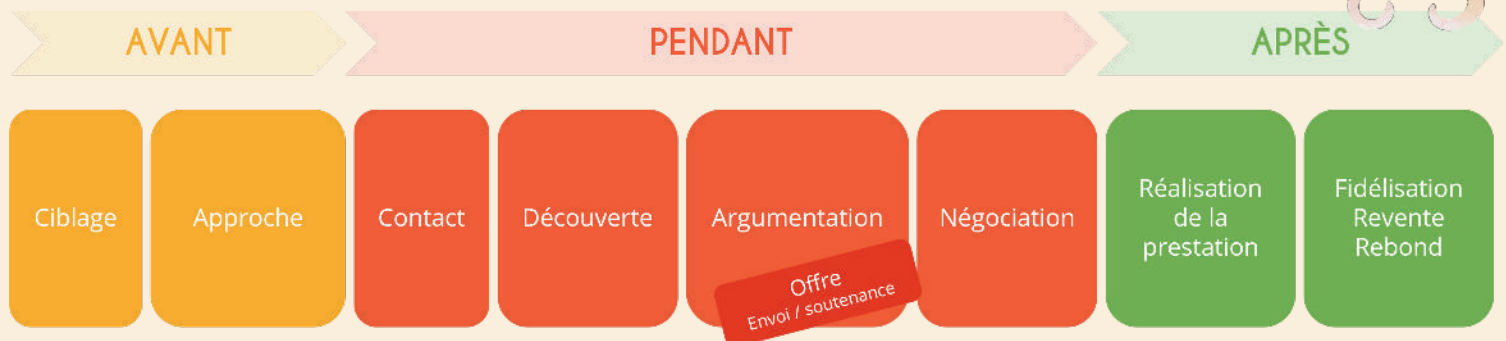 AVANT
PENDANT
APRÈS
Ciblage
Approche
Contact
Découverte
Argumentation
Offre
Envoi / soutenance
Négociation
Réalisation
de la
prestation
Fidélisation
Revente
Rebond